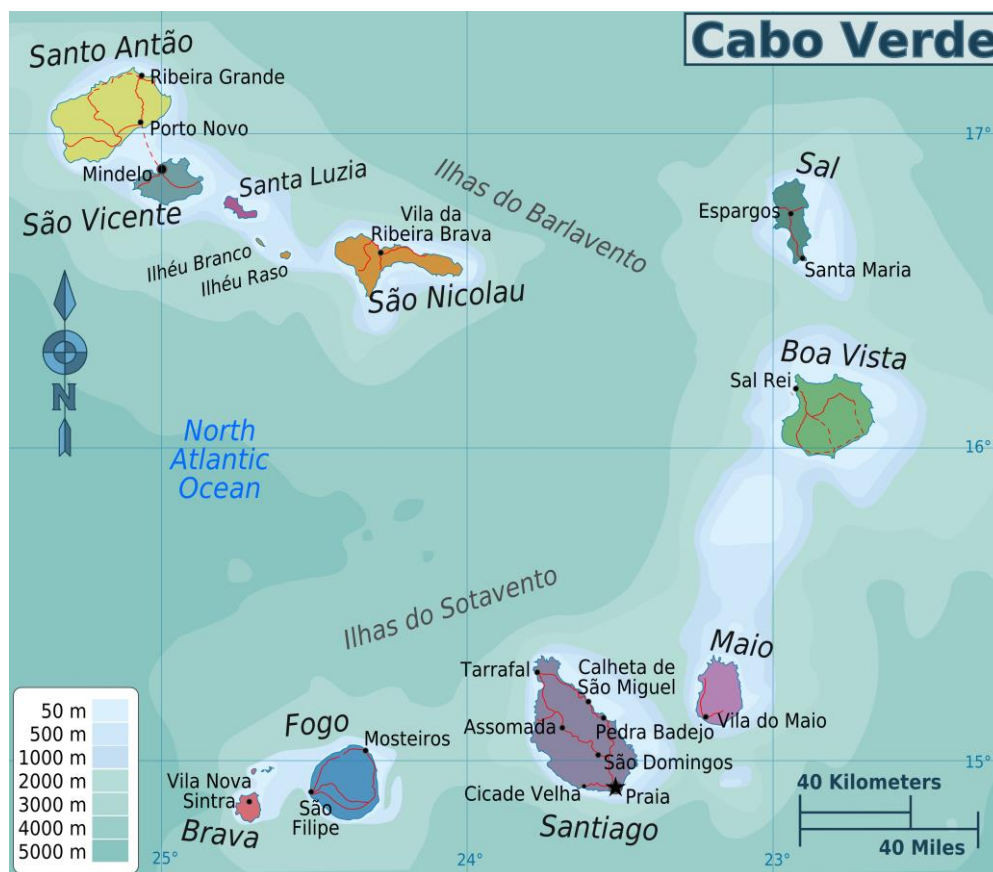 Cabo Verde
Santo Antão
Ribeira Grande
Porto Novo
17°
Mindelo
São Vicente
Santa Luzia
Ilhas do Barlavento
Sal
Espargos
Santa Maria
Vila da
Ribeira Brava
Ilhéu Branco
Ilhéu Raso
São Nicolau
N
Boa Vista
Sal Rei
North
Atlantic
Ocean
16°
Ilhas do Sotavento
Maio
Tarrafal
Calheta de
São Miguel
Assomada
Pedra Badejo
Vila do Maio
São Domingos
Cicade Velha
Praia
Santiago
15°
Fogo
Mosteiros
Vila Nova
Sintra
São
Filipe
Brava
50 m
500 m
1000 m
2000 m
3000 m
4000 m
5000 m
40 Kilometers
40 Miles
25°
24°
23°